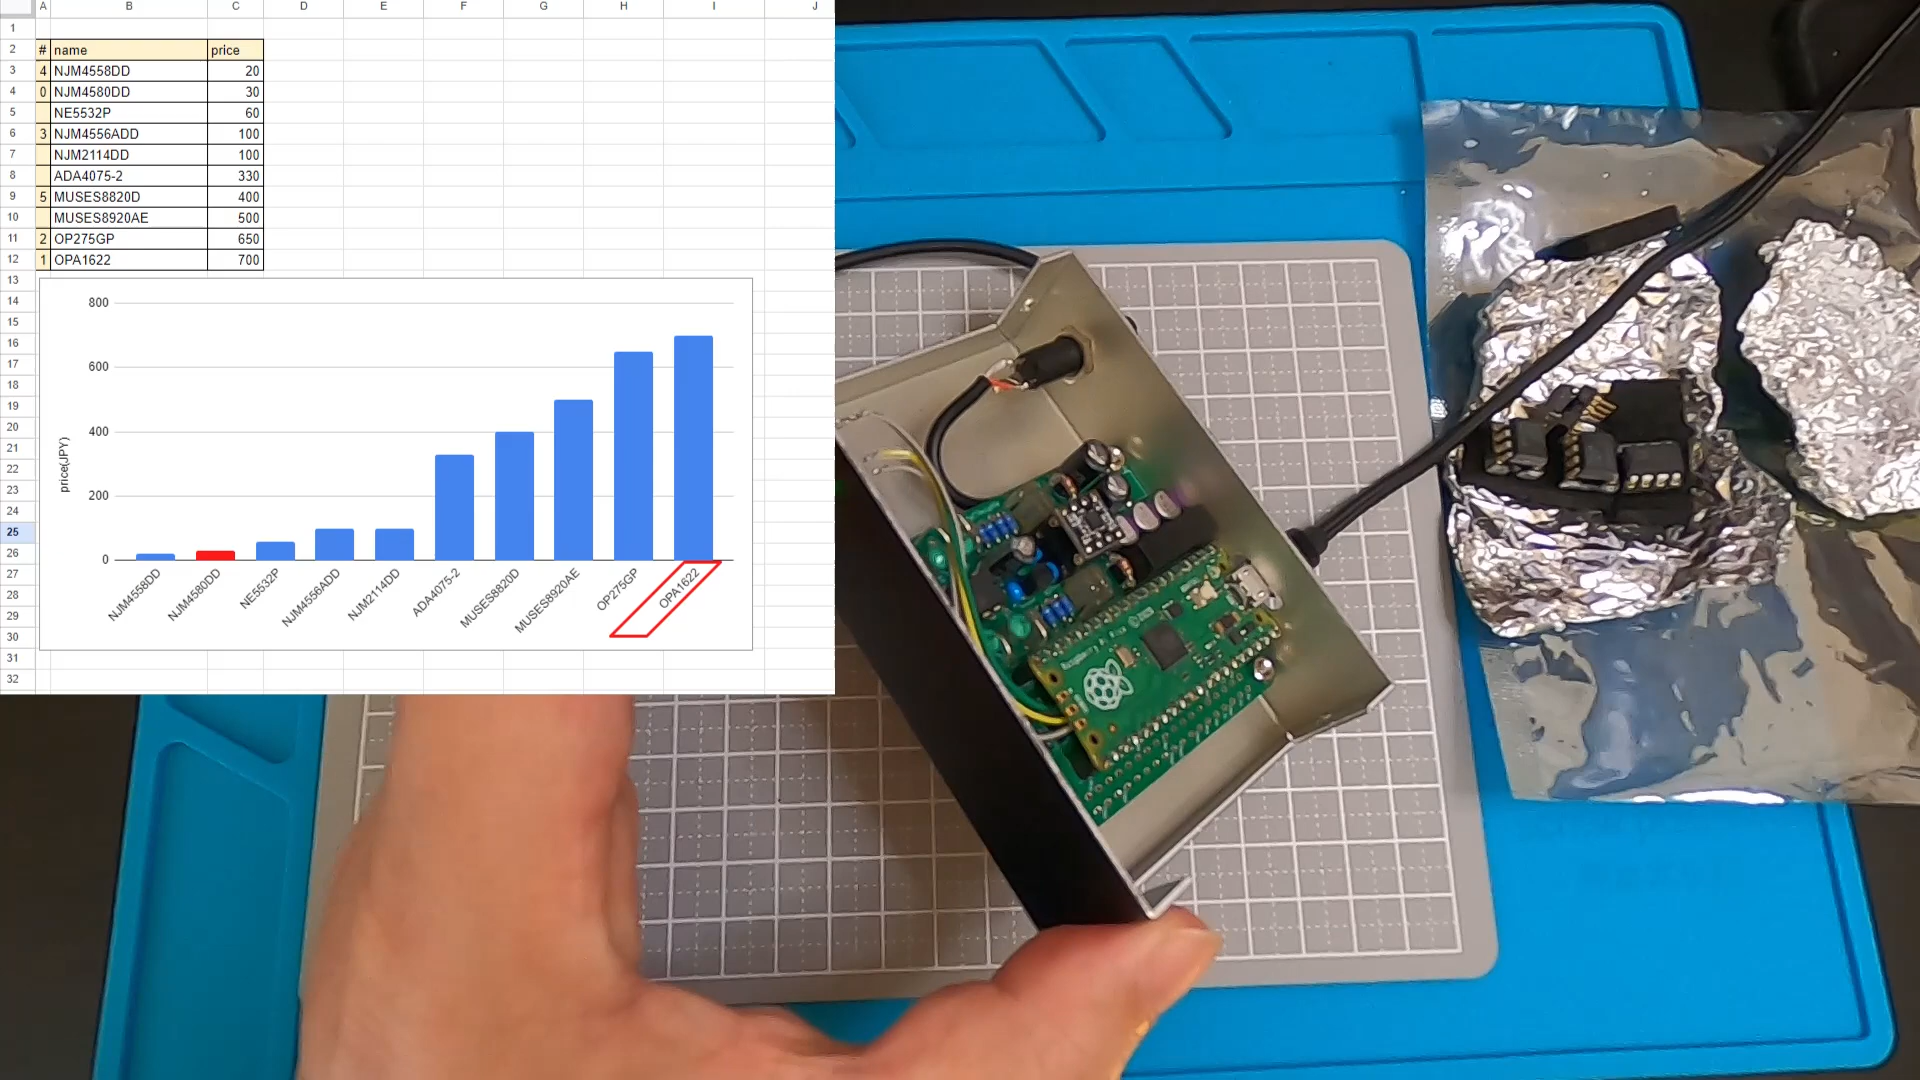 A B C D E F G H I J
1
2 # name price
3 4 NJM4558DD 20
4 0 NJM4580DD 30
5 NE5532P 60
6 3 NJM4556ADD 100
7 NJM2114DD 100
8 ADA4075-2 330
9 5 MUSES8820D 400
10 MUSES8920AE 500
11 2 OP275GP 650
12 1 OPA1622 700
13
14
15
16
17
18
19
20
21
22
23
24
25
26
27
28
29
30
31
32
800
600
400
200
0
price(JPY)
NJM4558DD
NJM4580DD
NE5532P
NJM4556ADD
NJM2114DD
ADA4075-2
MUSES8820D
MUSES8920AE
OP275GP
OPA1622
Raspberry Pi